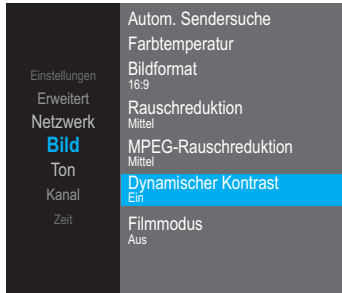 Einstellungen
Erweitert
Netzwerk
Bild
Ton
Kanal
Zeit
Autom. Sendersuche
Farbtemperatur
Bildformat
16:9
Rauschreduktion
Mittel
MPEG-Rauschreduktion
Mittel
Dynamischer Kontrast
Ein
Filmmodus
Aus